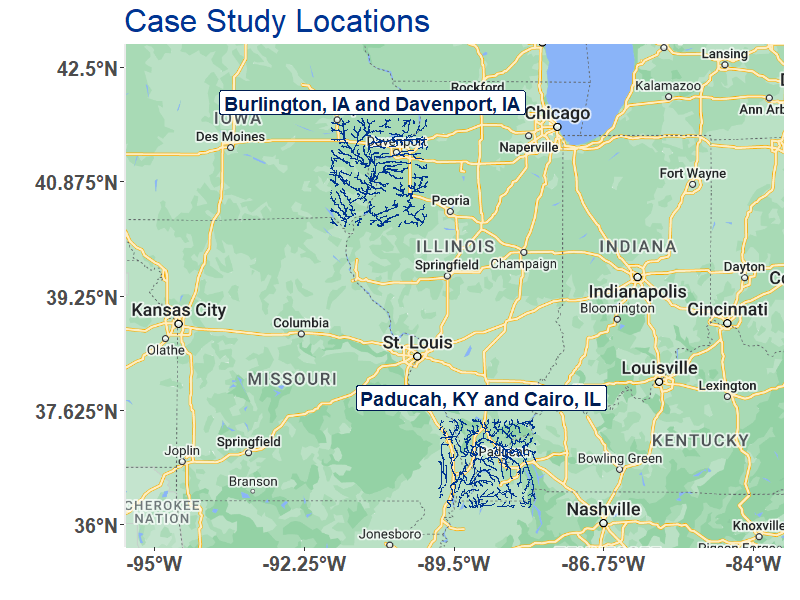 Case Study Locations
42.5°N
40.875°N
39.25°N
37.625°N
36°N
Lansing
Rockford
Kalamazoo
Burlington, IA and Davenport, IA
Ann Arb
IOWA
Chicago
Des Moines
Davenport
Naperville
Fort Wayne
Peoria
ILLINOIS
INDIANA
Springfield
Champaign
Dayton
Indianapolis
Co
Kansas City
Bloomington
Cincinnati
Columbia
Olathe
St. Louis
Louisville
MISSOURI
Lexington
Paducah, KY and Cairo, IL
Springfield
KENTUCKY
Joplin
Paducah
Bowling Green
Branson
CHEROKEE
NATION
Nashville
Jonesboro
Knoxville
Pigeon Forge
-95°W
-92.25°W
-89.5°W
-86.75°W
-84°W